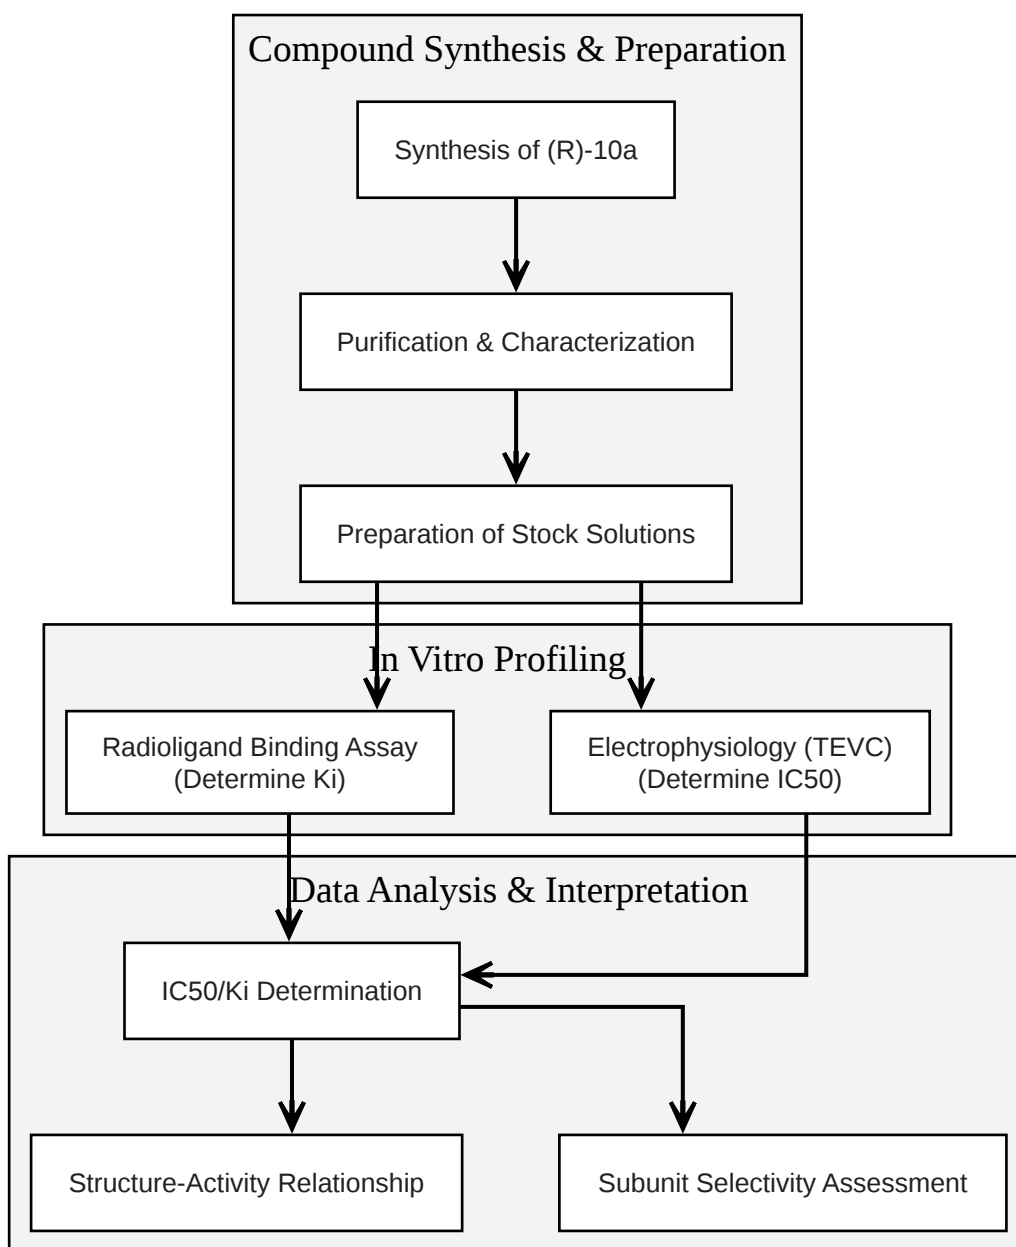 Compound Synthesis & Preparation
Synthesis of (R)-10a
Purification & Characterization
Preparation of Stock Solutions
In Vitro Profiling
Radioligand Binding Assay
(Determine Ki)
Electrophysiology (TEVC)
(Determine IC50)
Data Analysis & Interpretation
IC50/Ki Determination
Structure-Activity Relationship
Subunit Selectivity Assessment